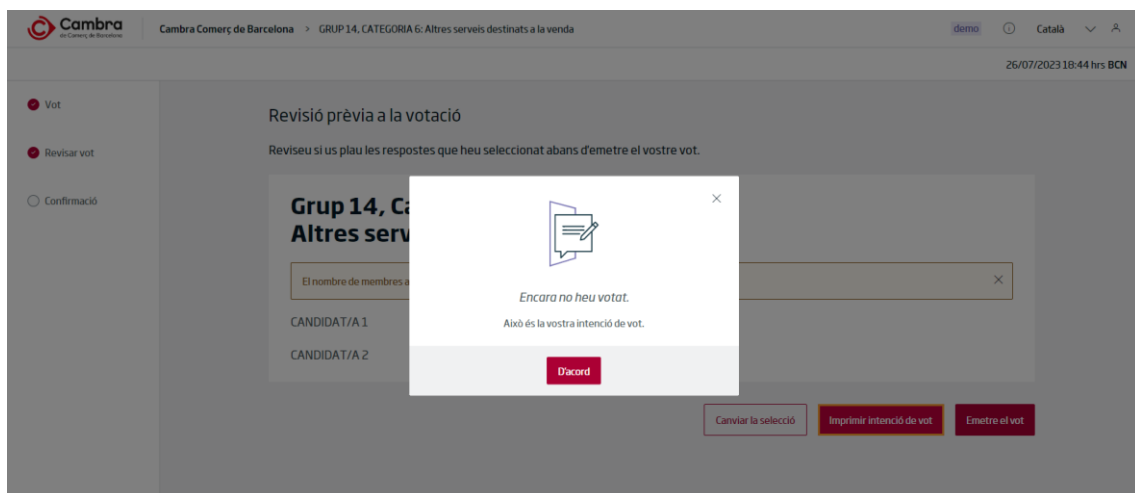 Cambra
de Comerç de Barcelona
Cambra Comerç de Barcelona > GRUP 14, CATEGORIA 6: Altres serveis destinats a la venda
demo
Català
26/07/2023 18:44 hrs BCN
Vot
Revisar vot
Confirmació
Revisió prèvia a la votació
Reviseu si us plau les respostes que heu seleccionat abans d'emetre el vostre vot.
Grup 14, Ca
Altres serv
El nombre de membres a
CANDIDAT/A 1
CANDIDAT/A 2
Encara no heu votat.
Això és la vostra intenció de vot.
D'acord
Canviar la selecció
Imprimir intenció de vot
Emetre el vot